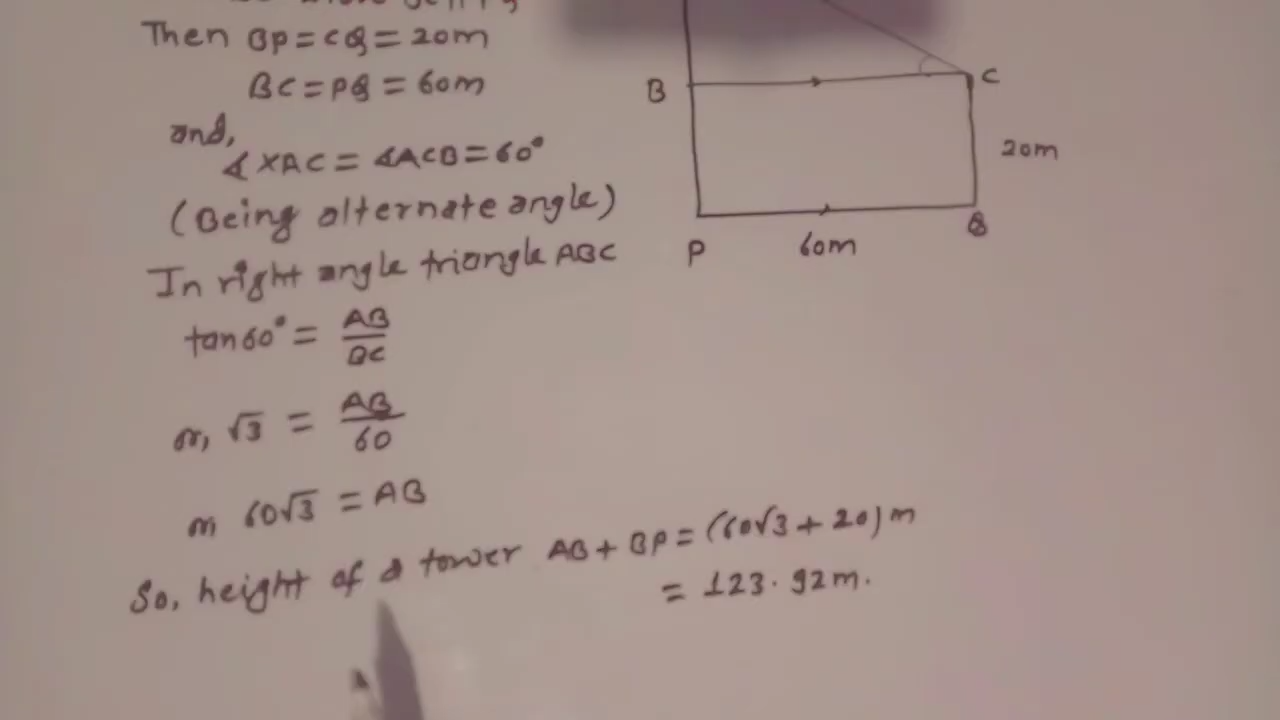 Then BP = CQ = 20m
BC = PQ = 60m
and,
∡XAC = ∡ACB = 60°
(Being alternate angle)
In right angle triangle ABC
tan60° = AB/BC
or, √3 = AB/60
or 60√3 = AB
So, height of a tower AB + BP = (60√3 + 20) m
= 123.92m.
B
C
20m
P
60m
Q